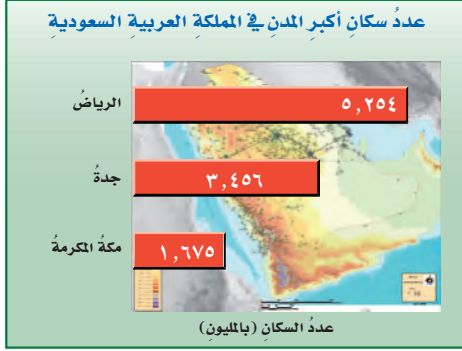 عددُ سكانِ أكبرِ المدنِ في المملكةِ العربيةِ السعوديةِ
الرياضُ ٥,٢٥٤
جدةُ ٣,٤٥٦
مكةُ المكرمةُ ١,٦٧٥
عددُ السكانِ (بالمليونِ)